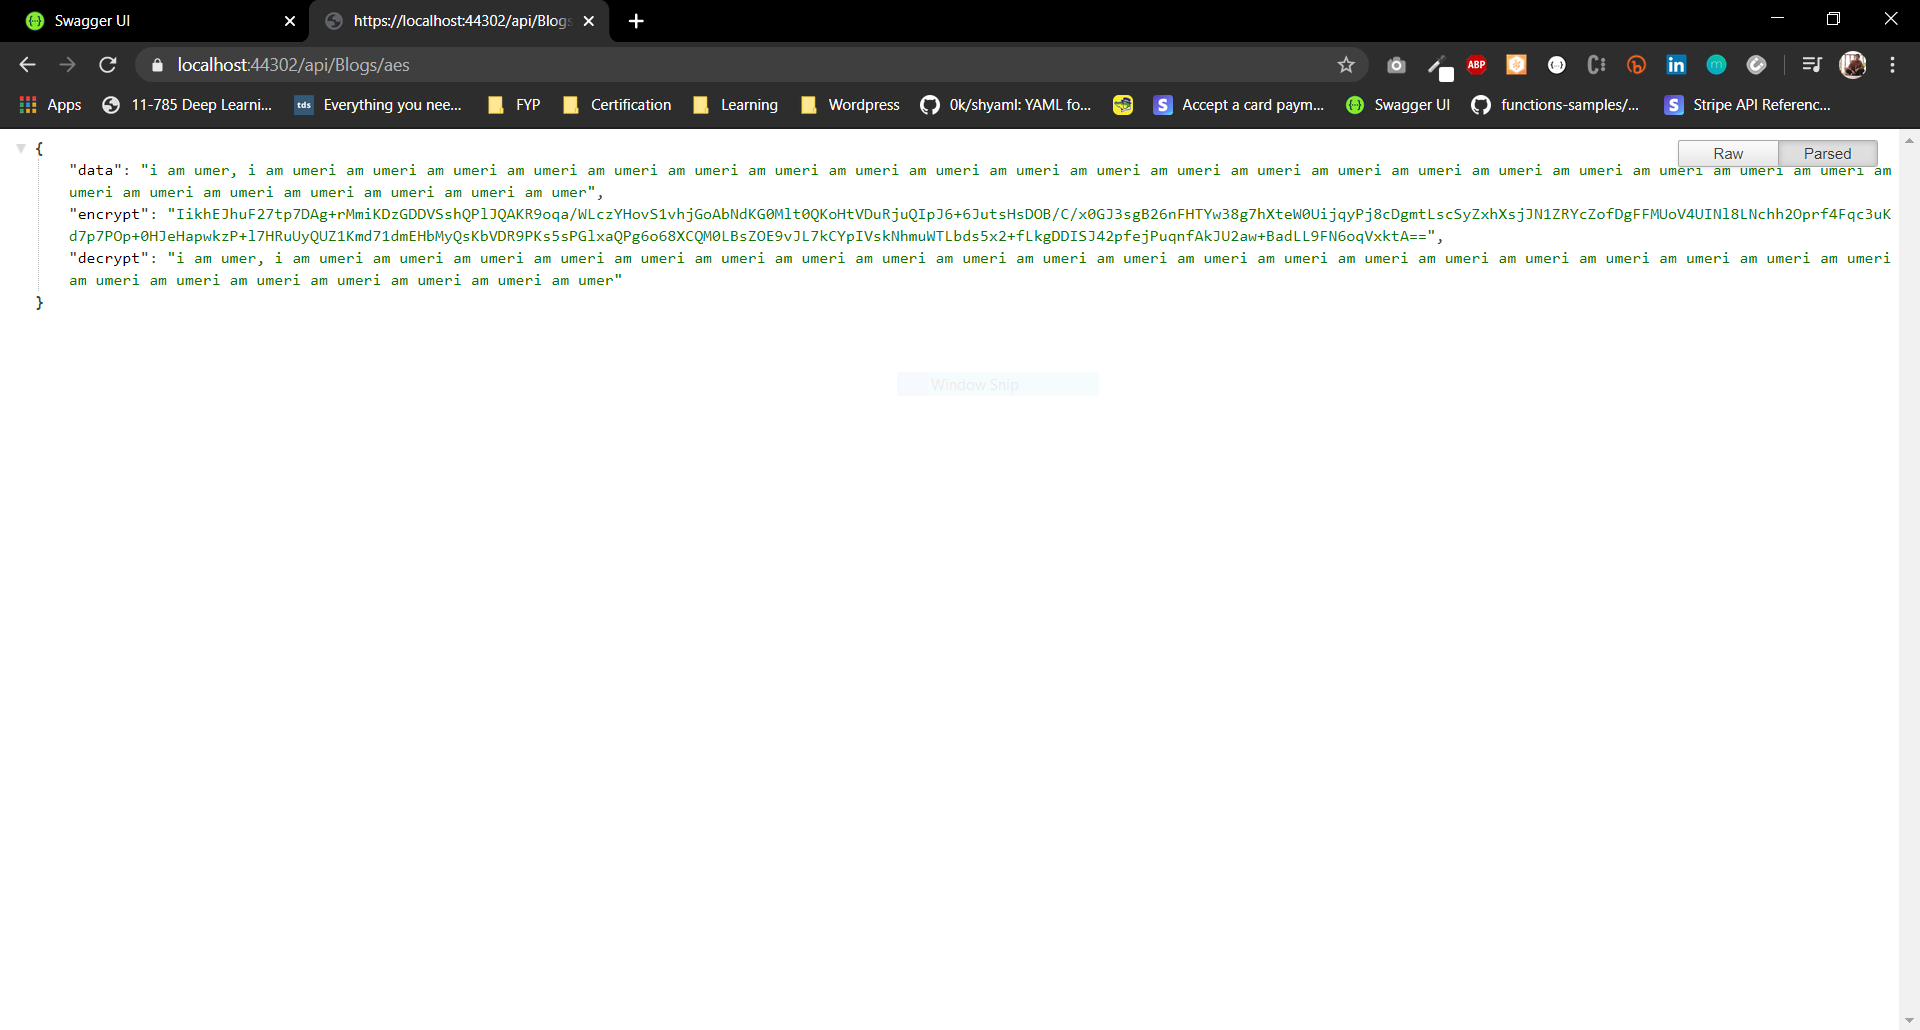 Swagger UI
https://localhost:44302/api/Blogs
localhost:44302/api/Blogs/aes
ABP
Apps
11-785 Deep Learni...
tds
Everything you nee...
FYP
Certification
Learning
Wordpress
0k/shyaml: YAML fo...
Accept a card paym...
Swagger UI
functions-samples/...
Stripe API Referenc...
Raw
Parsed
{
"data": "i am umer, i am umeri am umeri am umeri am umeri am umeri am umeri am umeri am umeri am umeri am umeri am umeri am umeri am umeri am umeri am umeri am umeri am umeri am umeri am umeri am umeri am
umeri am umeri am umeri am umeri am umeri am umeri am umer",
"encrypt": "IikhEJhuF27tp7DAg+rMmiKDzGDDVSshQPlJQAKR9oqa/WLczYHovS1vhjGoAbNdKG0Mlt0QKoHtVDuRjuQIpJ6+6JutsHsDOB/C/x0GJ3sgB26nFHTYw38g7hXteW0UijqyPj8cDgmtLscSyZxhXsjJN1ZRYcZofDgFFMUoV4UINl8LNchh2Oprf4Fqc3uK
d7p7POp+0HJeHapwkzP+l7HRuUyQUZ1Kmd71dmEHbMyQsKbVDR9PKs5sPGlxaQPg6o68XCQM0LBsZOE9vJL7kCYpIVskNhmuWTLbds5x2+fLkgDDISJ42pfejPuqnfAkJU2aw+BadLL9FN6oqVxktA==",
"decrypt": "i am umer, i am umeri am umeri am umeri am umeri am umeri am umeri am umeri am umeri am umeri am umeri am umeri am umeri am umeri am umeri am umeri am umeri am umeri am umeri am umeri am umeri
am umeri am umeri am umeri am umeri am umeri am umeri am umer"
}
Window Snip